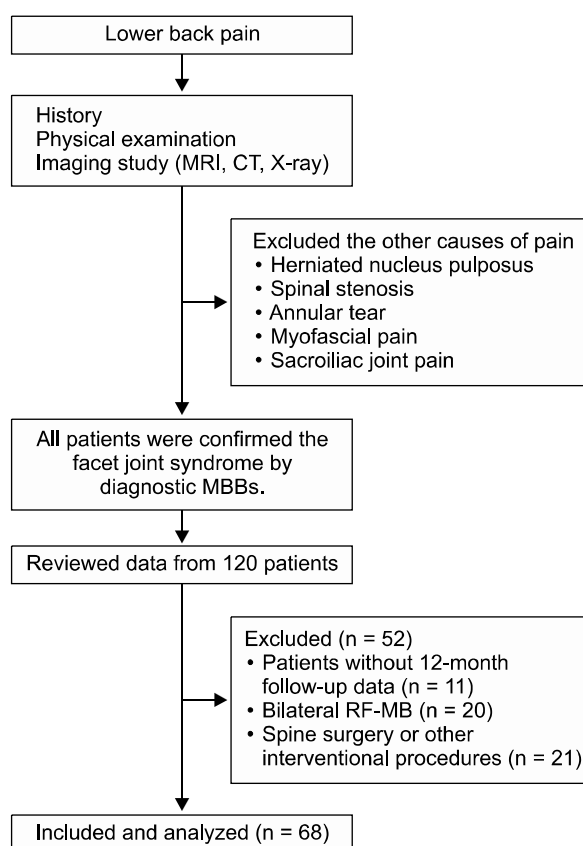 Lower back pain
History
Physical examination
Imaging study (MRI, CT, X-ray)
Excluded the other causes of pain
• Herniated nucleus pulposus
• Spinal stenosis
• Annular tear
• Myofascial pain
• Sacroiliac joint pain
All patients were confirmed the
facet joint syndrome by
diagnostic MBBs.
Reviewed data from 120 patients
Excluded (n = 52)
• Patients without 12-month
follow-up data (n = 11)
• Bilateral RF-MB (n = 20)
• Spine surgery or other
interventional procedures (n = 21)
Included and analyzed (n = 68)